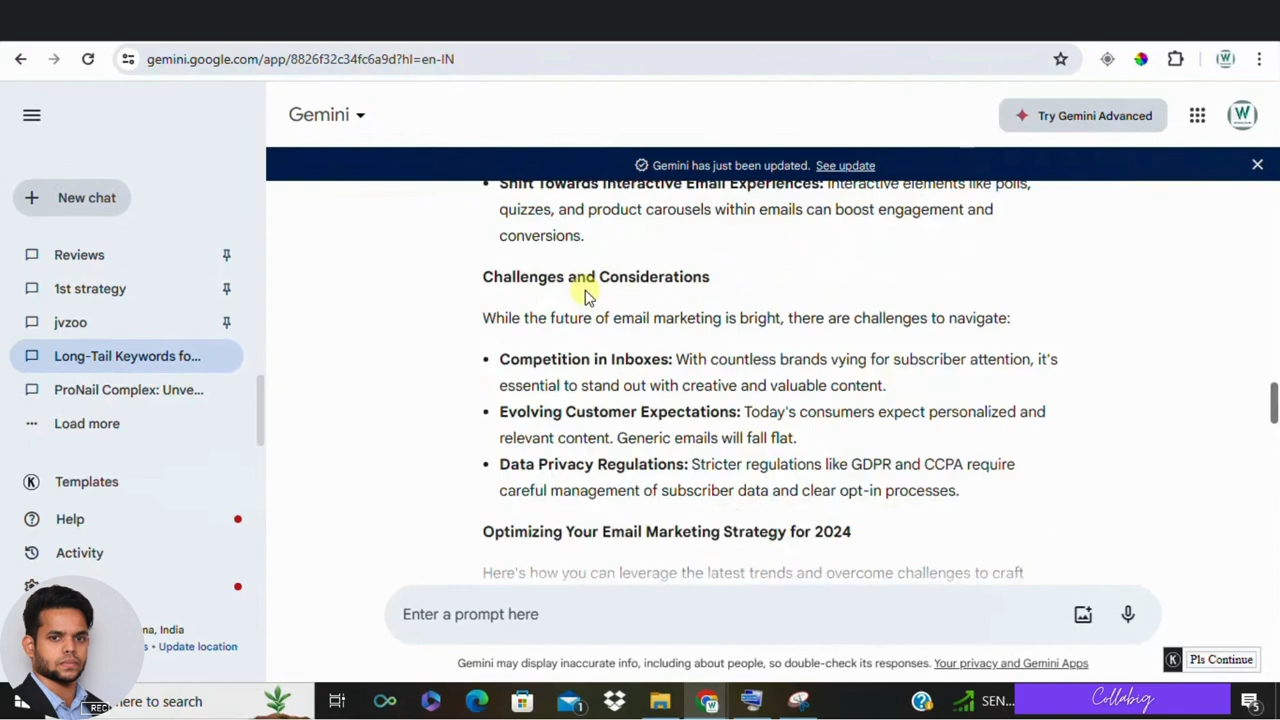 gemini.google.com/app/8826f32c34fc6a9d?hl=en-IN
Gemini
Try Gemini Advanced
W
Gemini has just been updated. See update
New chat
Reviews
1st strategy
jvzoo
Long-Tail Keywords fo...
ProNail Complex: Unve...
Load more
Templates
Help
Activity
ma, India
s • Update location
• Shift Towards Interactive Email Experiences: Interactive elements like polls,
quizzes, and product carousels within emails can boost engagement and
conversions.
Challenges and Considerations
While the future of email marketing is bright, there are challenges to navigate:
• Competition in Inboxes: With countless brands vying for subscriber attention, it's
essential to stand out with creative and valuable content.
• Evolving Customer Expectations: Today's consumers expect personalized and
relevant content. Generic emails will fall flat.
• Data Privacy Regulations: Stricter regulations like GDPR and CCPA require
careful management of subscriber data and clear opt-in processes.
Optimizing Your Email Marketing Strategy for 2024
Here's how you can leverage the latest trends and overcome challenges to craft
Enter a prompt here
Gemini may display inaccurate info, including about people, so double-check its responses. Your privacy and Gemini Apps
K Pls Continue
REC
here to search
1
SEN...
Collabig
5